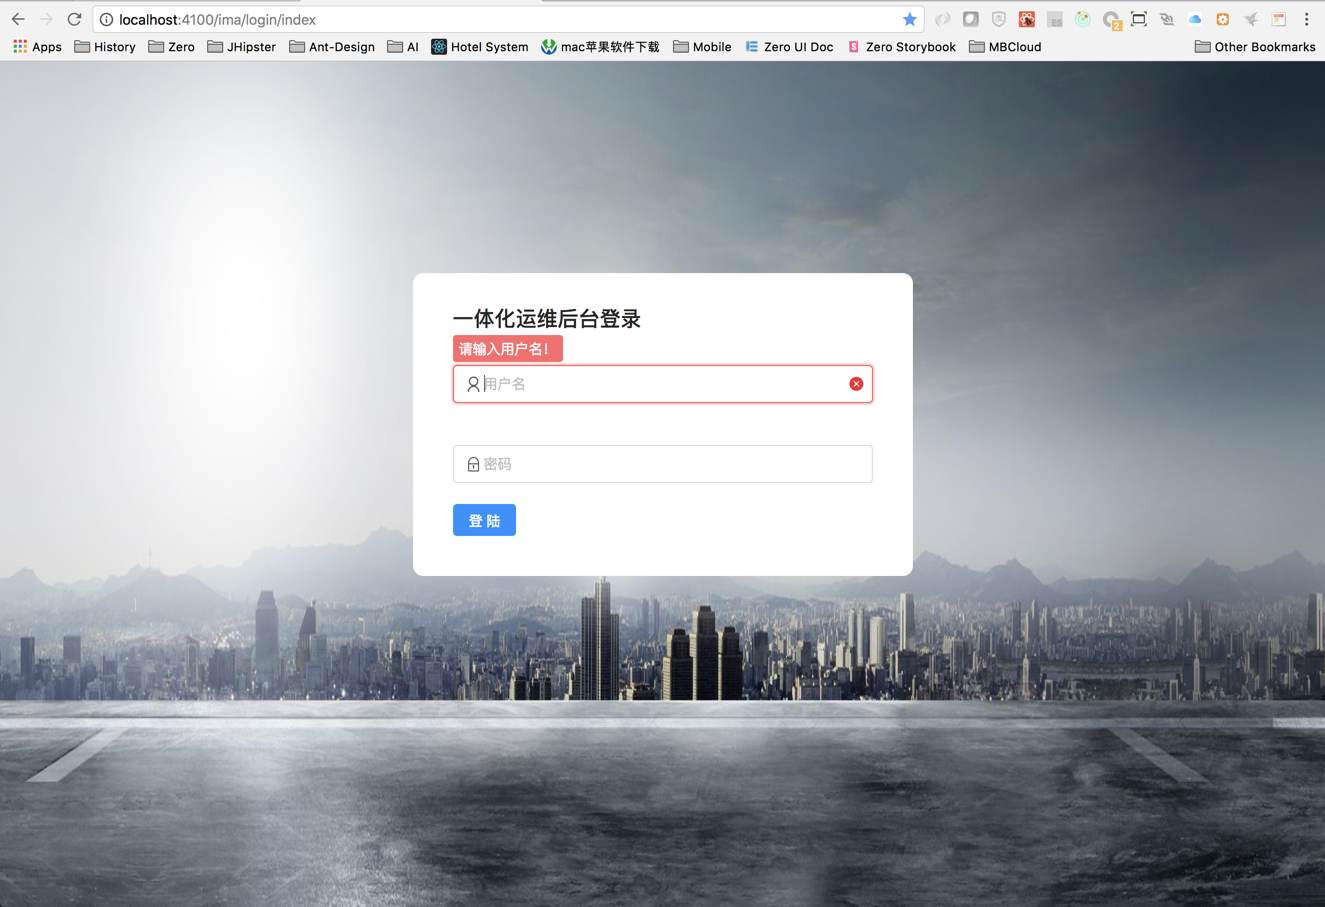 localhost:4100/ima/login/index
2
ES
Apps History Zero JHipster Ant-Design AI Hotel System mac苹果软件下载 Mobile Zero UI Doc Zero Storybook MBCloud Other Bookmarks
一体化运维后台登录
请输入用户名!
用户名
密码
登 陆